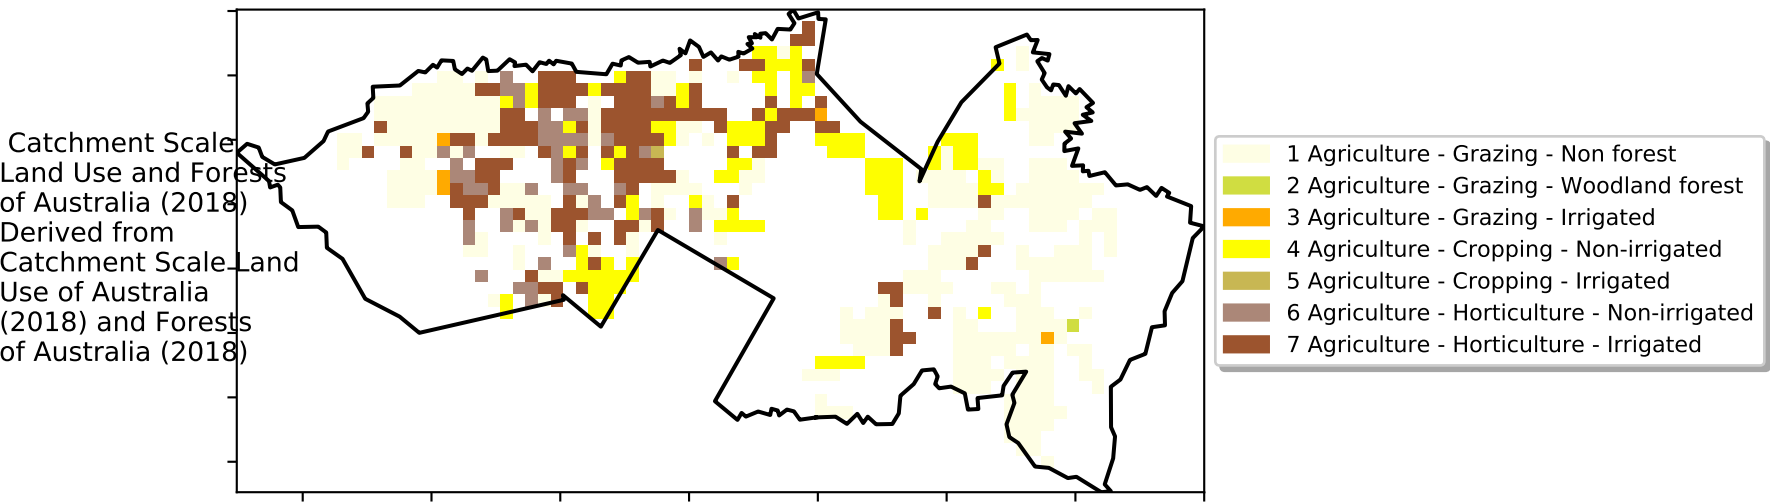 Catchment Scale
Land Use and Forests
of Australia (2018)
Derived from
Catchment Scale Land
Use of Australia
(2018) and Forests
of Australia (2018)
1 Agriculture - Grazing - Non forest
2 Agriculture - Grazing - Woodland forest
3 Agriculture - Grazing - Irrigated
4 Agriculture - Cropping - Non-irrigated
5 Agriculture - Cropping - Irrigated
6 Agriculture - Horticulture - Non-irrigated
7 Agriculture - Horticulture - Irrigated